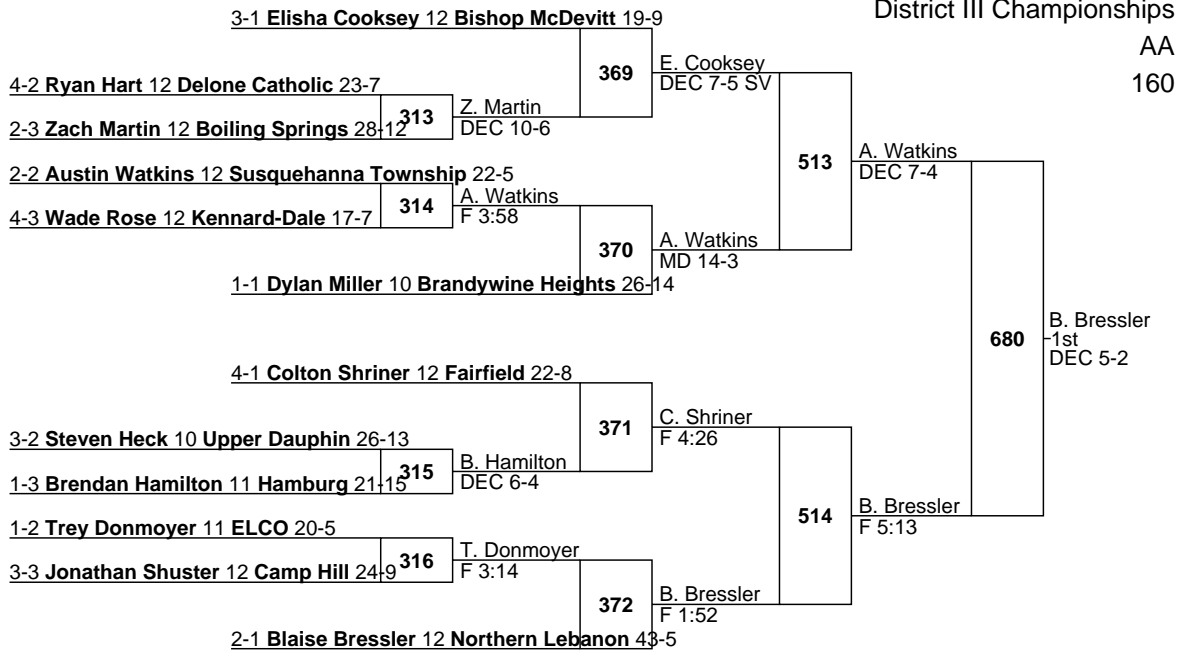 District III Championships
AA
160
3-1 Elisha Cooksey 12 Bishop McDevitt 19-9
369
E. Cooksey
DEC 7-5 SV
4-2 Ryan Hart 12 Delone Catholic 23-7
313
Z. Martin
DEC 10-6
2-3 Zach Martin 12 Boiling Springs 28-12
513
A. Watkins
DEC 7-4
2-2 Austin Watkins 12 Susquehanna Township 22-5
314
A. Watkins
F 3:58
4-3 Wade Rose 12 Kennard-Dale 17-7
370
A. Watkins
MD 14-3
1-1 Dylan Miller 10 Brandywine Heights 26-14
680
B. Bressler
1st
DEC 5-2
4-1 Colton Shriner 12 Fairfield 22-8
371
C. Shriner
F 4:26
3-2 Steven Heck 10 Upper Dauphin 26-13
315
B. Hamilton
DEC 6-4
1-3 Brendan Hamilton 11 Hamburg 21-15
514
B. Bressler
F 5:13
1-2 Trey Donmoyer 11 ELCO 20-5
316
T. Donmoyer
F 3:14
3-3 Jonathan Shuster 12 Camp Hill 24-9
372
B. Bressler
F 1:52
2-1 Blaise Bressler 12 Northern Lebanon 43-5